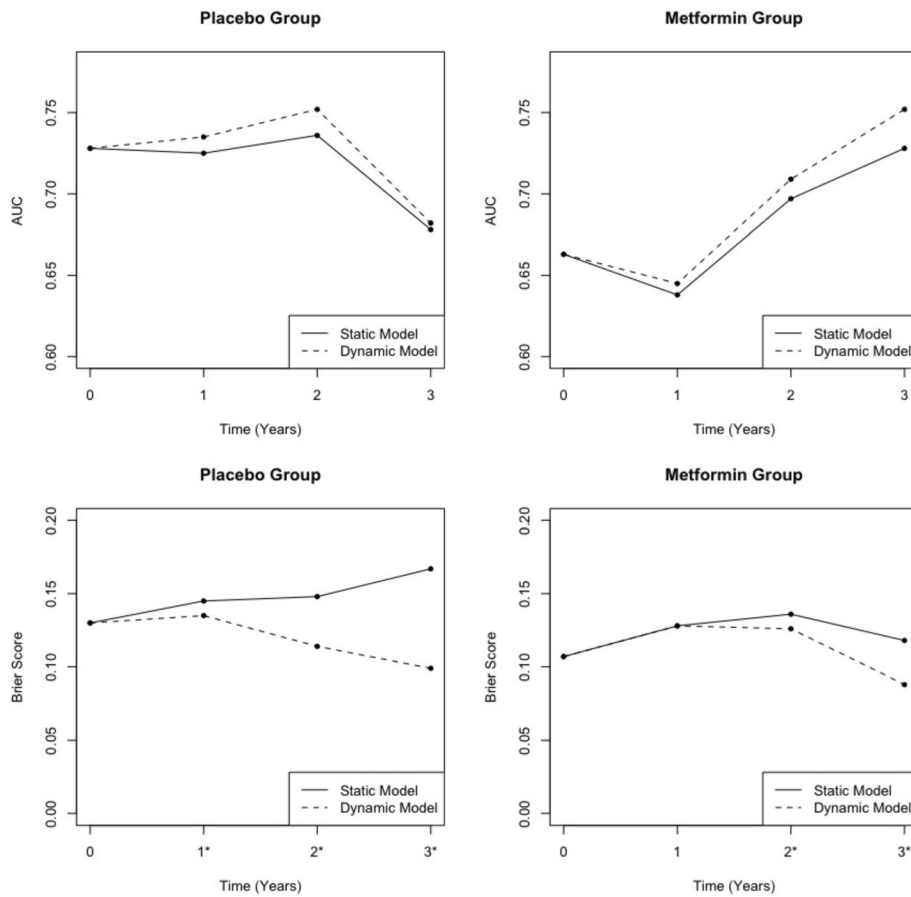 Placebo Group
AUC
0.75
0.70
0.65
0.60
Static Model
Dynamic Model
0 1 2 3
Time (Years)
Metformin Group
AUC
0.75
0.70
0.65
0.60
Static Model
Dynamic Model
0 1 2 3
Time (Years)
Placebo Group
Brier Score
0.20
0.15
0.10
0.05
0.00
Static Model
Dynamic Model
0 1* 2* 3*
Time (Years)
Metformin Group
Brier Score
0.20
0.15
0.10
0.05
0.00
Static Model
Dynamic Model
0 1 2* 3*
Time (Years)